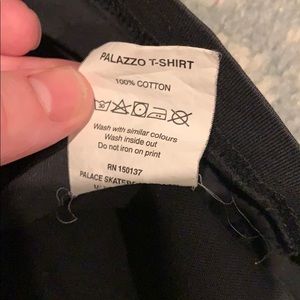 PALAZZO T-SHIRT
100% COTTON
Wash with similar colours
Wash inside out
Do not iron on print
RN 150137
PALACE